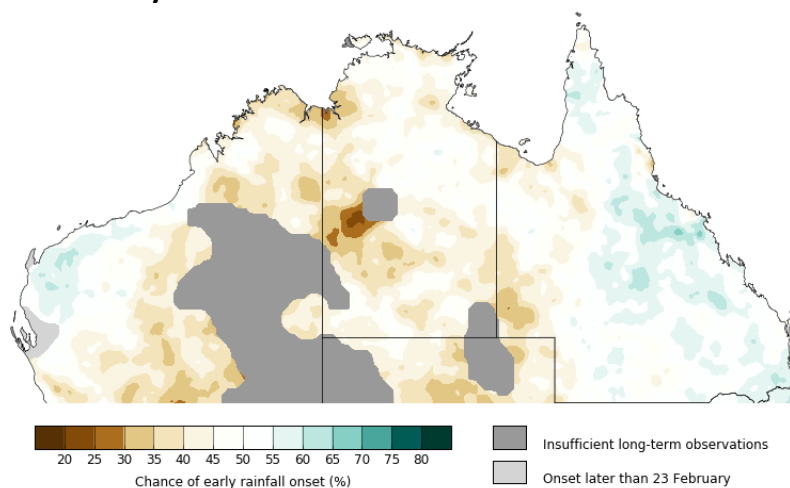 20 25 30 35 40 45 50 55 60 65 70 75 80
Chance of early rainfall onset (%)
Insufficient long-term observations
Onset later than 23 February